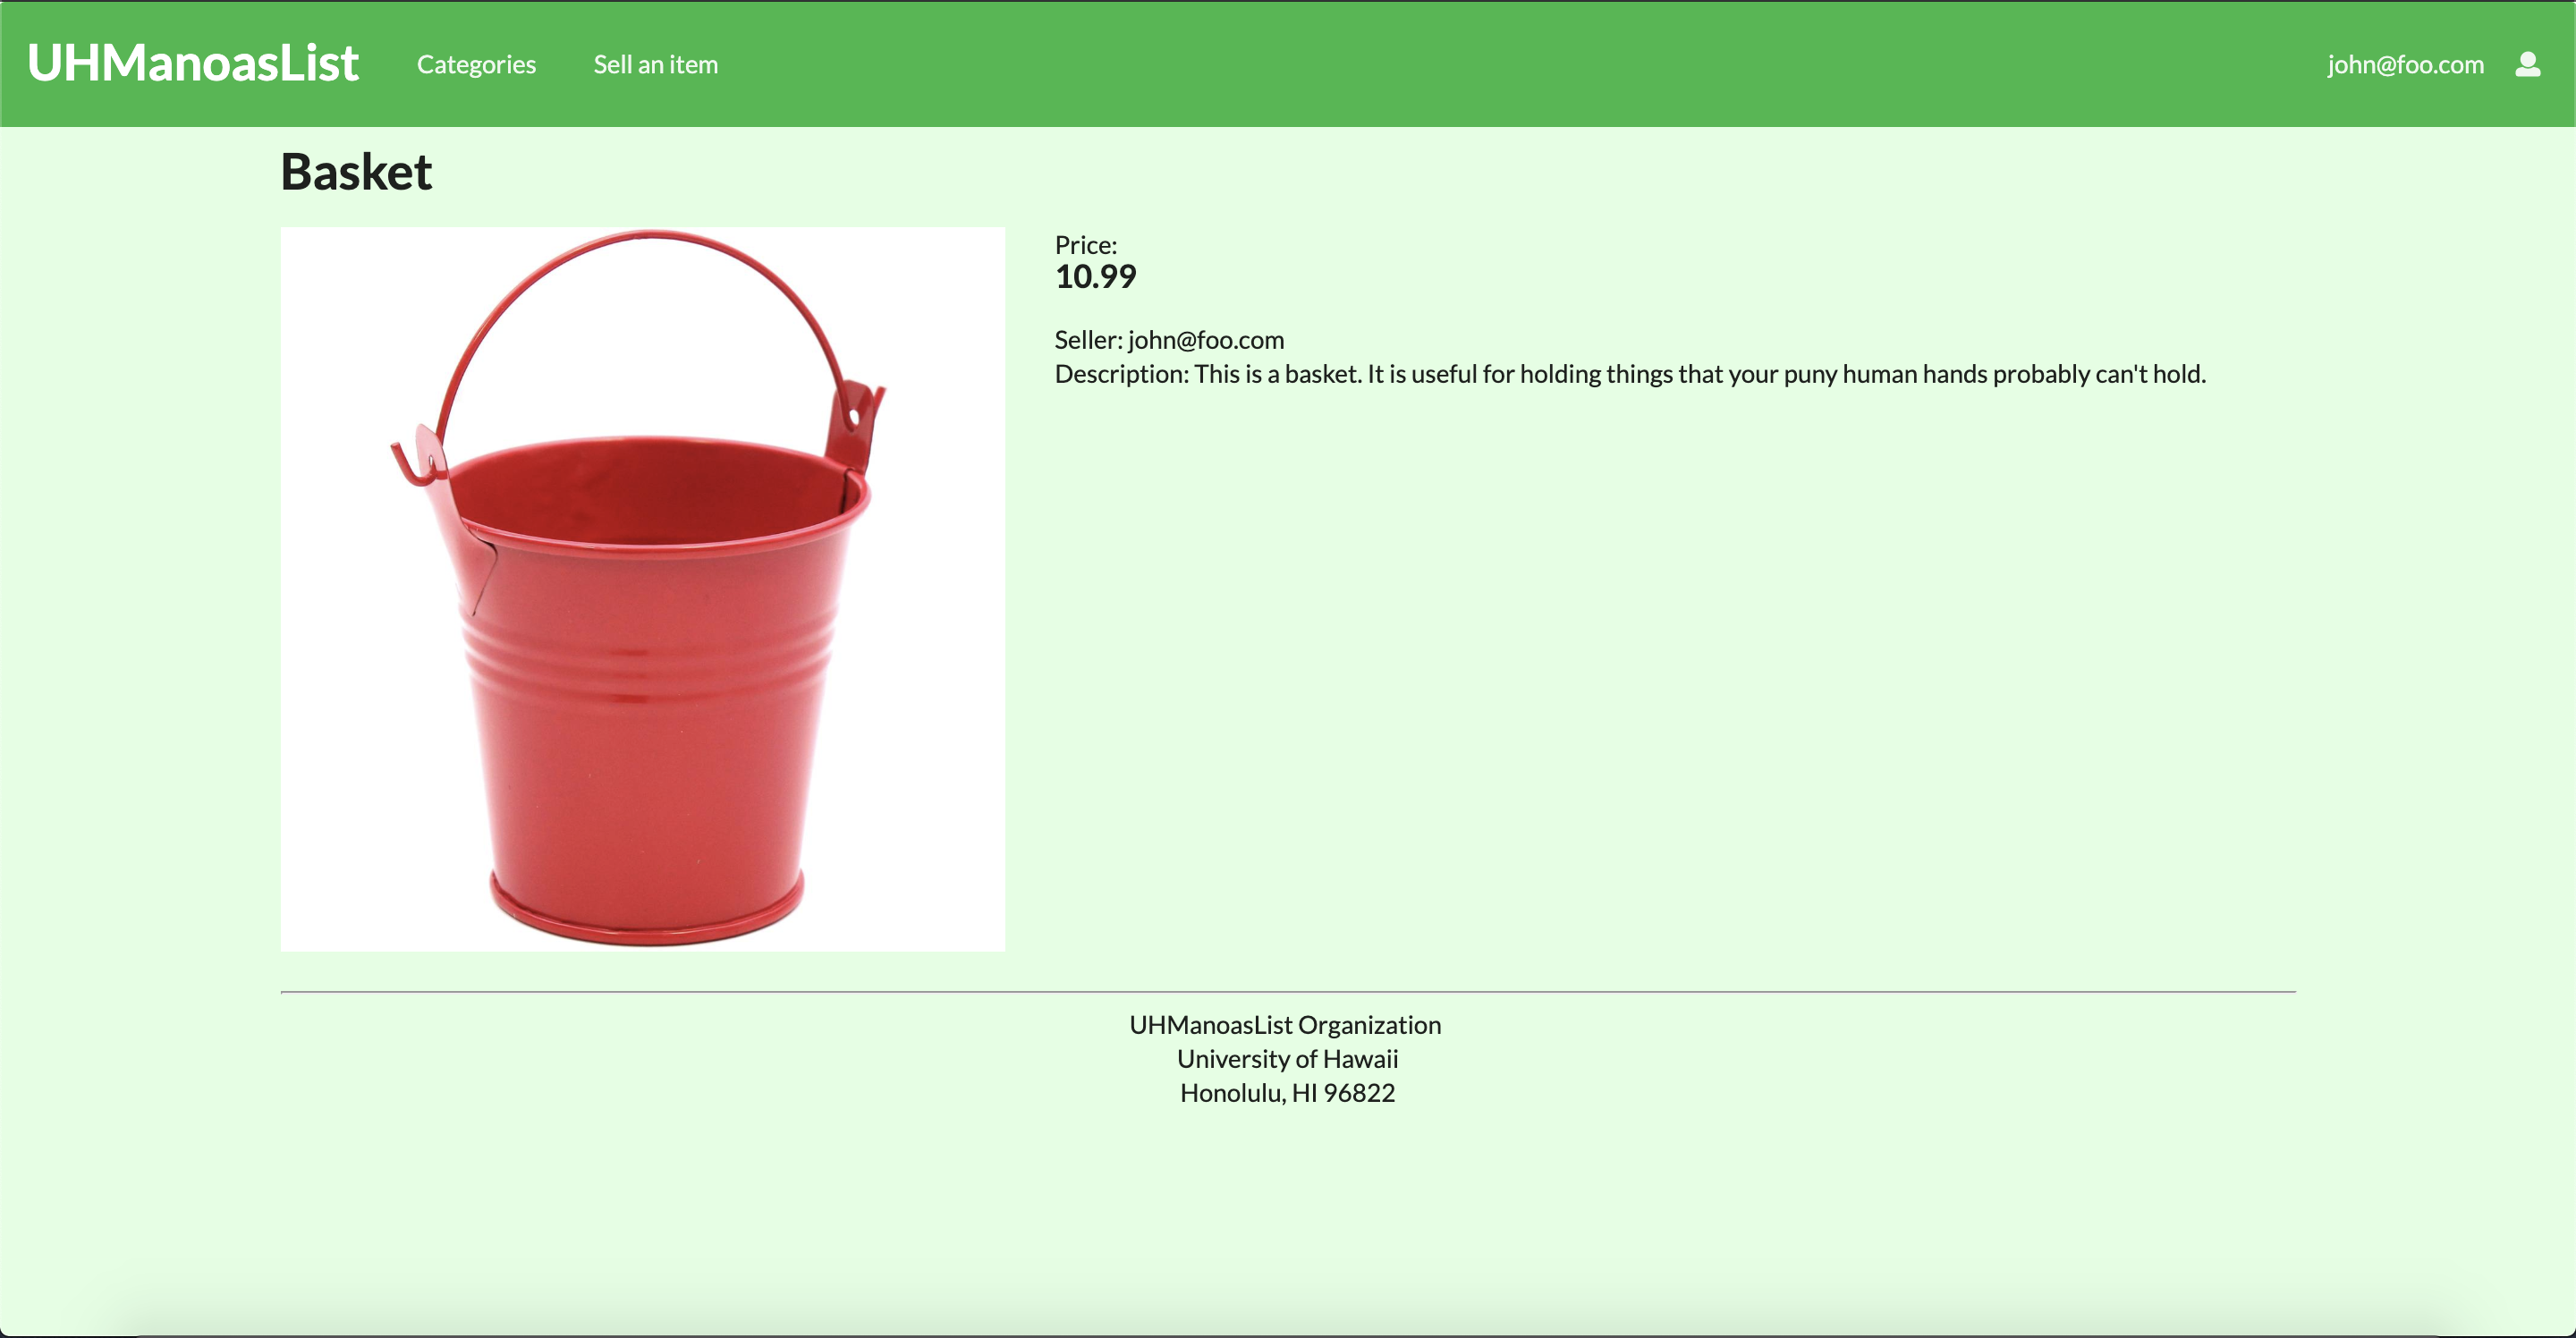 UHManoasList Categories Sell an item john@foo.com
Basket
Price:
10.99
Seller: john@foo.com
Description: This is a basket. It is useful for holding things that your puny human hands probably can't hold.
UHManoasList Organization
University of Hawaii
Honolulu, HI 96822